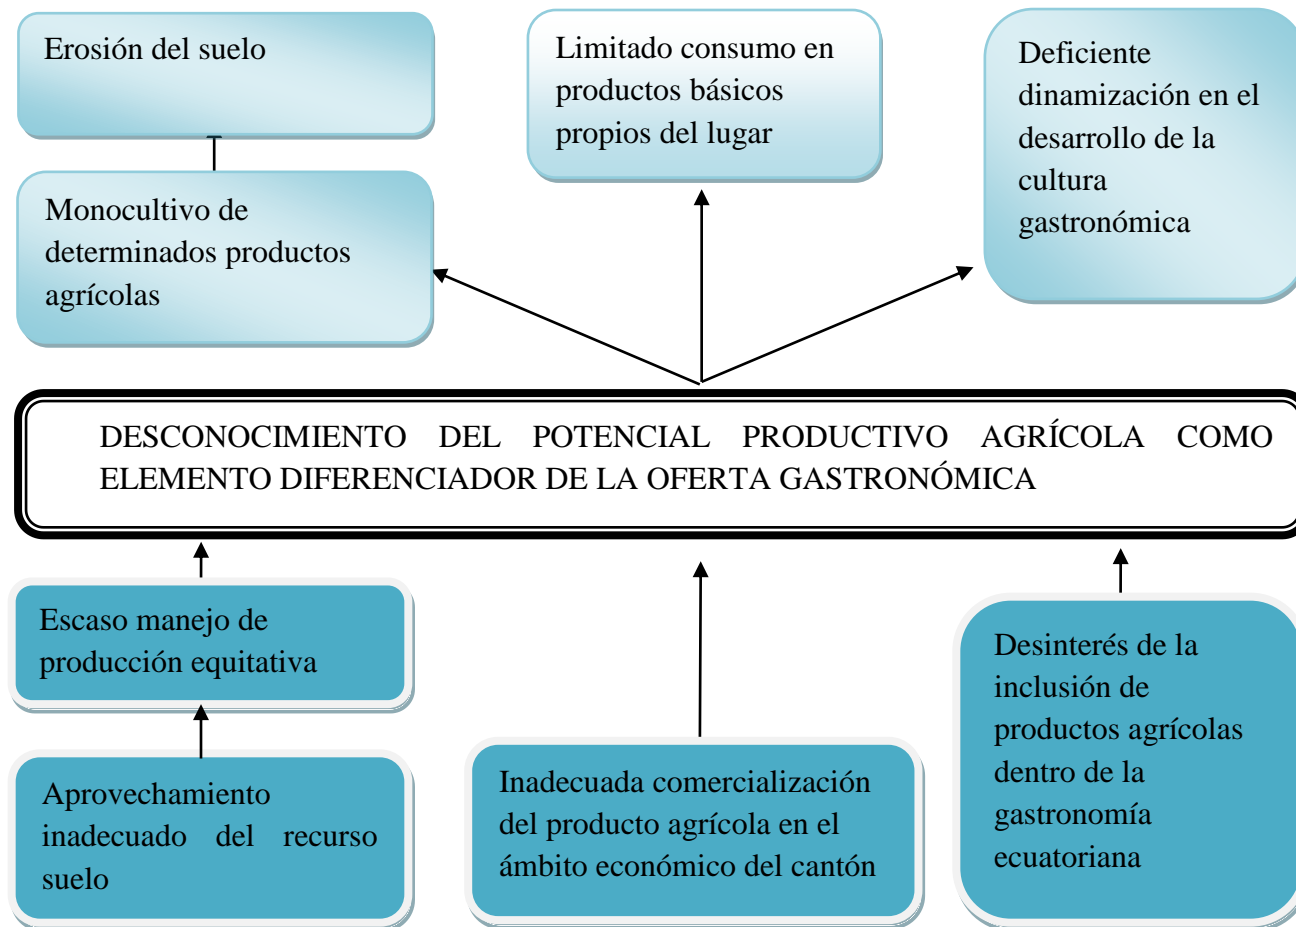 Erosión del suelo
Limitado consumo en
productos básicos
propios del lugar
Deficiente
dinamización en el
desarrollo de la
cultura
gastronómica
Monocultivo de
determinados productos
agrícolas
DESCONOCIMIENTO DEL POTENCIAL PRODUCTIVO AGRÍCOLA COMO
ELEMENTO DIFERENCIADOR DE LA OFERTA GASTRONÓMICA
Escaso manejo de
producción equitativa
Aprovechamiento
inadecuado del recurso
suelo
Inadecuada comercialización
del producto agrícola en el
ámbito económico del cantón
Desinterés de la
inclusión de
productos agrícolas
dentro de la
gastronomía
ecuatoriana